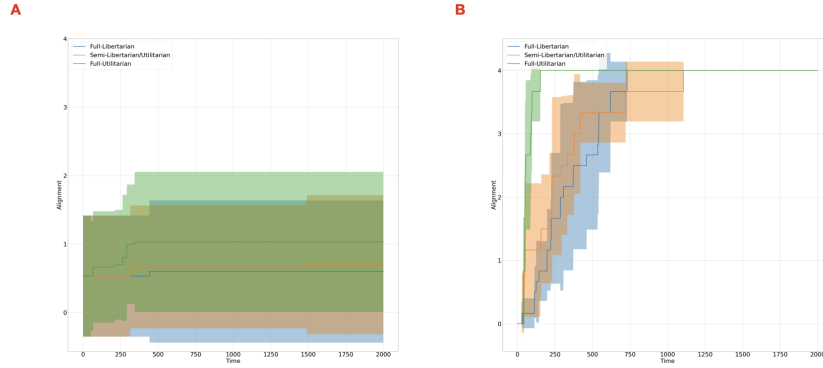 A
B
Full-Libertarian
Semi-Libertarian/Utilitarian
Full-Utilitarian
Alignment
4
3
2
1
0
0
250
500
750
1000
1250
1500
1750
2000
Time
Full-Libertarian
Semi-Libertarian/Utilitarian
Full-Utilitarian
Alignment
4
3
2
1
0
0
250
500
750
1000
1250
1500
1750
2000
Time